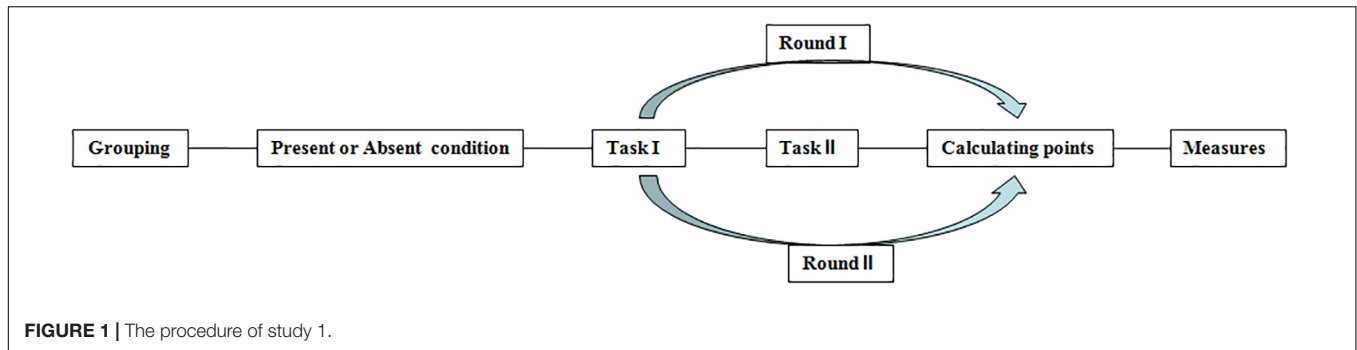 Round I
Grouping
Present or Absent condition
Task I
Task II
Calculating points
Measures
Round II
FIGURE 1 | The procedure of study 1.